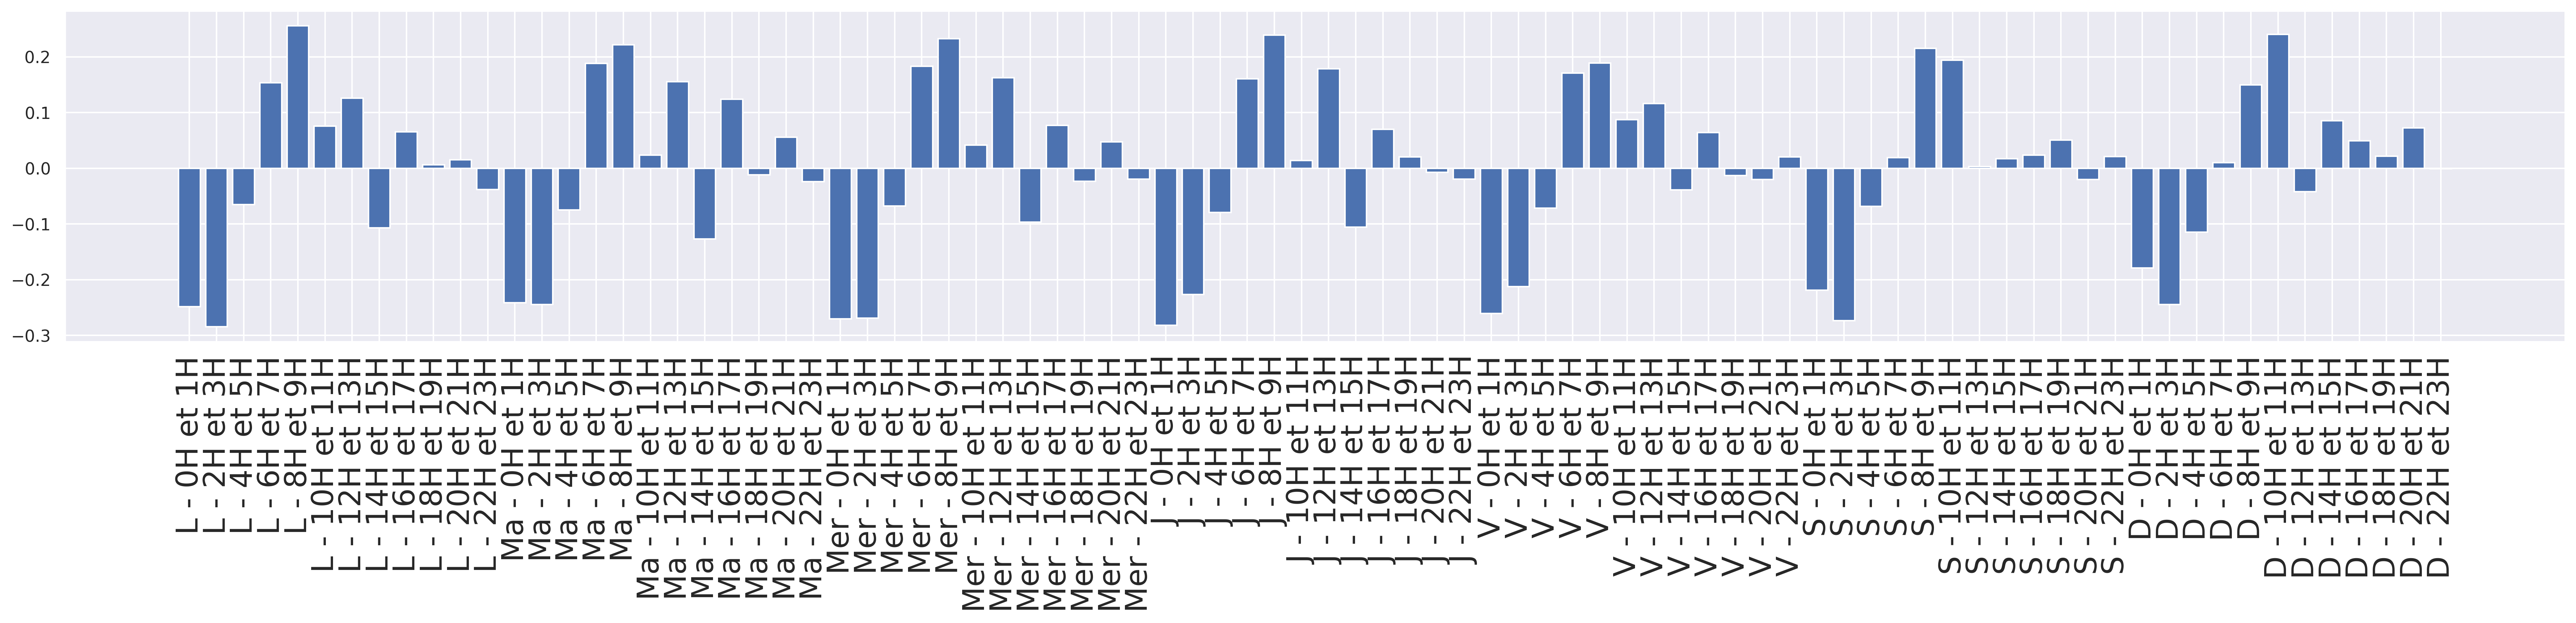 0.2
0.1
0.0
−0.1
−0.2
−0.3
L - 0H et 1H
L - 2H et 3H
L - 4H et 5H
L - 6H et 7H
L - 8H et 9H
L - 10H et 11H
L - 12H et 13H
L - 14H et 15H
L - 16H et 17H
L - 18H et 19H
L - 20H et 21H
L - 22H et 23H
Ma - 0H et 1H
Ma - 2H et 3H
Ma - 4H et 5H
Ma - 6H et 7H
Ma - 8H et 9H
Ma - 10H et 11H
Ma - 12H et 13H
Ma - 14H et 15H
Ma - 16H et 17H
Ma - 18H et 19H
Ma - 20H et 21H
Ma - 22H et 23H
Mer - 0H et 1H
Mer - 2H et 3H
Mer - 4H et 5H
Mer - 6H et 7H
Mer - 8H et 9H
Mer - 10H et 11H
Mer - 12H et 13H
Mer - 14H et 15H
Mer - 16H et 17H
Mer - 18H et 19H
Mer - 20H et 21H
Mer - 22H et 23H
J - 0H et 1H
J - 2H et 3H
J - 4H et 5H
J - 6H et 7H
J - 8H et 9H
J - 10H et 11H
J - 12H et 13H
J - 14H et 15H
J - 16H et 17H
J - 18H et 19H
J - 20H et 21H
J - 22H et 23H
V - 0H et 1H
V - 2H et 3H
V - 4H et 5H
V - 6H et 7H
V - 8H et 9H
V - 10H et 11H
V - 12H et 13H
V - 14H et 15H
V - 16H et 17H
V - 18H et 19H
V - 20H et 21H
V - 22H et 23H
S - 0H et 1H
S - 2H et 3H
S - 4H et 5H
S - 6H et 7H
S - 8H et 9H
S - 10H et 11H
S - 12H et 13H
S - 14H et 15H
S - 16H et 17H
S - 18H et 19H
S - 20H et 21H
S - 22H et 23H
D - 0H et 1H
D - 2H et 3H
D - 4H et 5H
D - 6H et 7H
D - 8H et 9H
D - 10H et 11H
D - 12H et 13H
D - 14H et 15H
D - 16H et 17H
D - 18H et 19H
D - 20H et 21H
D - 22H et 23H